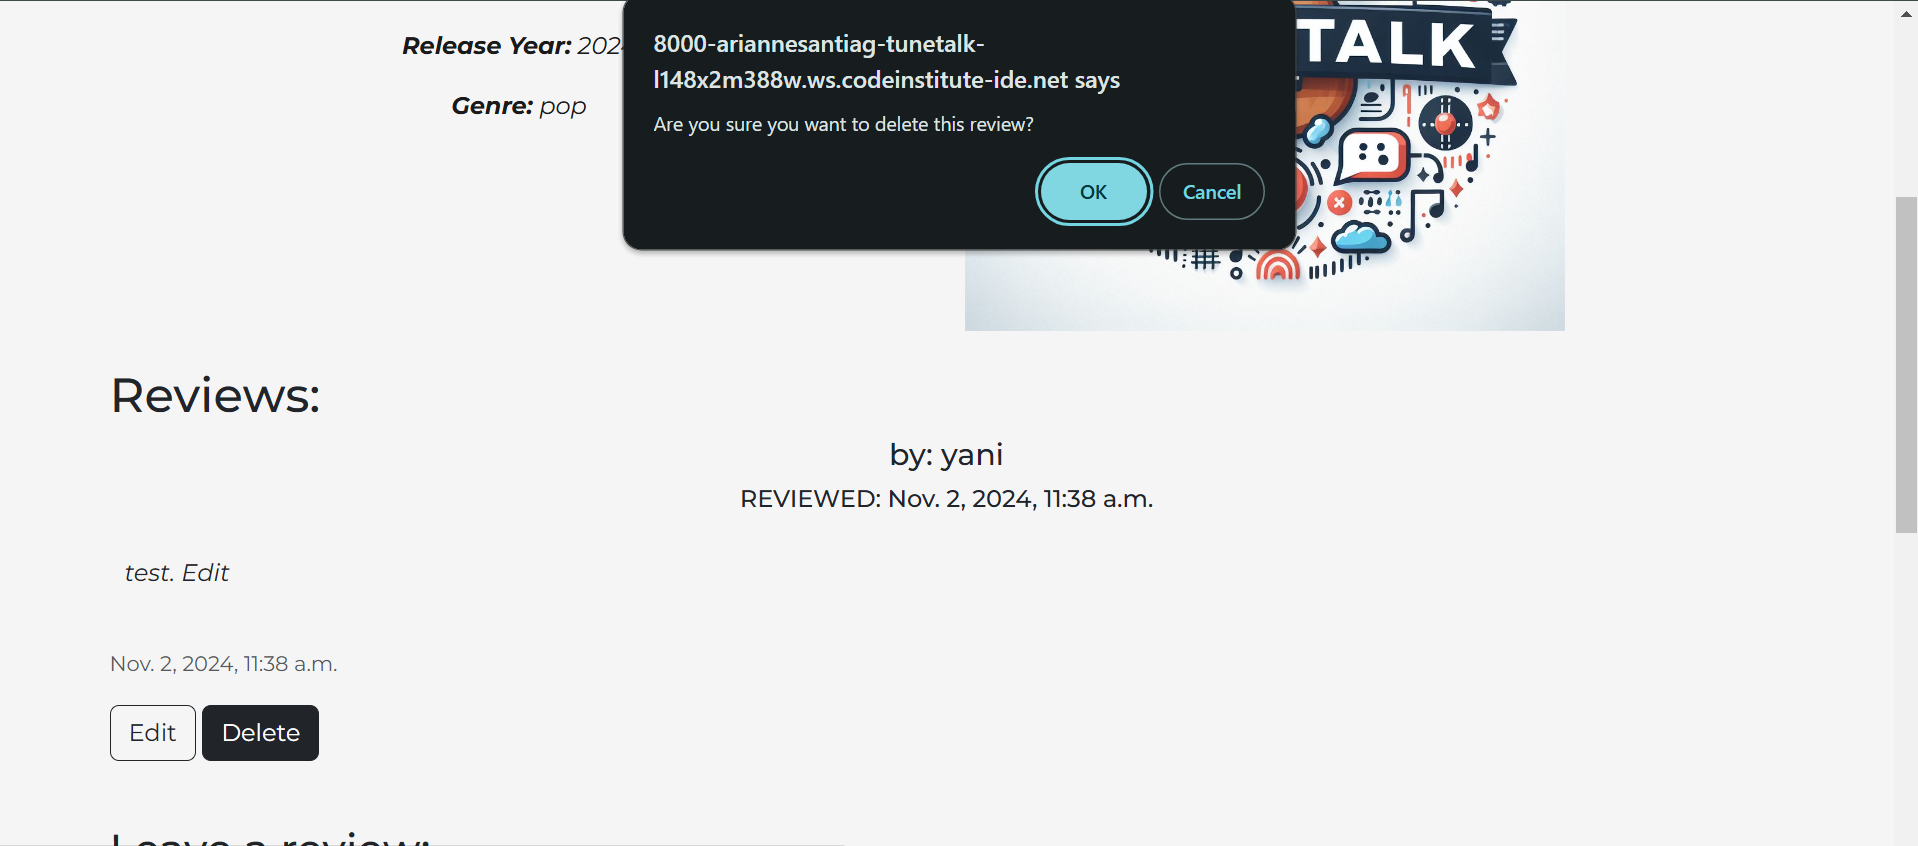 8000-ariannesantiag-tunetalk-
l148x2m388w.ws.codeinstitute-ide.net says
Are you sure you want to delete this review?
OK
Cancel
Release Year: 202
Genre: pop
TALK
Reviews:
by: yani
REVIEWED: Nov. 2, 2024, 11:38 a.m.
test. Edit
Nov. 2, 2024, 11:38 a.m.
Edit
Delete
Leave a review: